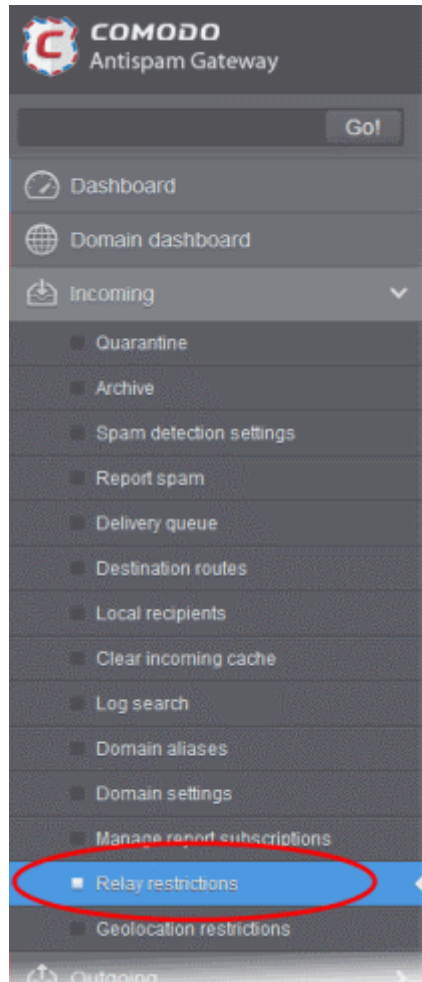 COMODO
Antispam Gateway
Go!
Dashboard
Domain dashboard
Incoming
Quarantine
Archive
Spam detection settings
Report spam
Delivery queue
Destination routes
Local recipients
Clear incoming cache
Log search
Domain aliases
Domain settings
Manage report subscriptions
Relay restrictions
Geolocation restrictions
Outgoing